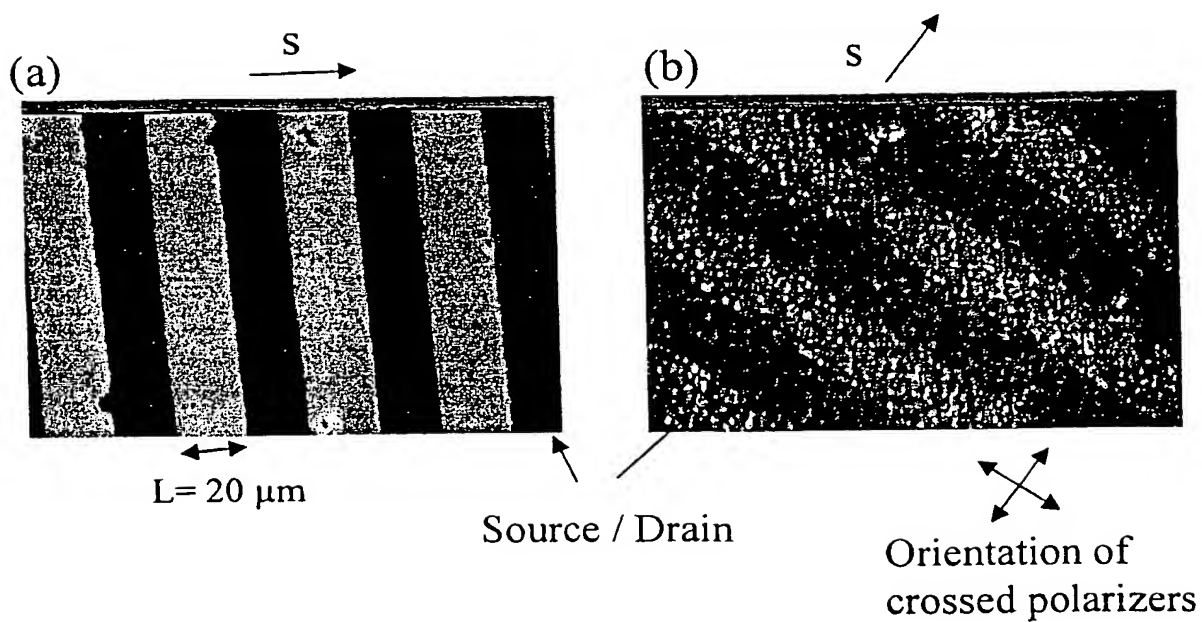 (a)
s
(b)
s
L= 20 μm
Source / Drain
Orientation of
crossed polarizers